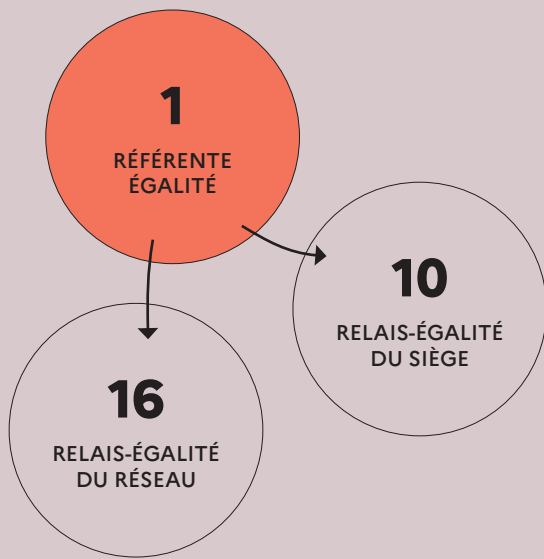 1
RÉFÉRENTE
ÉGALITÉ
10
RELAIS-ÉGALITÉ
DU SIÈGE
16
RELAIS-ÉGALITÉ
DU RÉSEAU